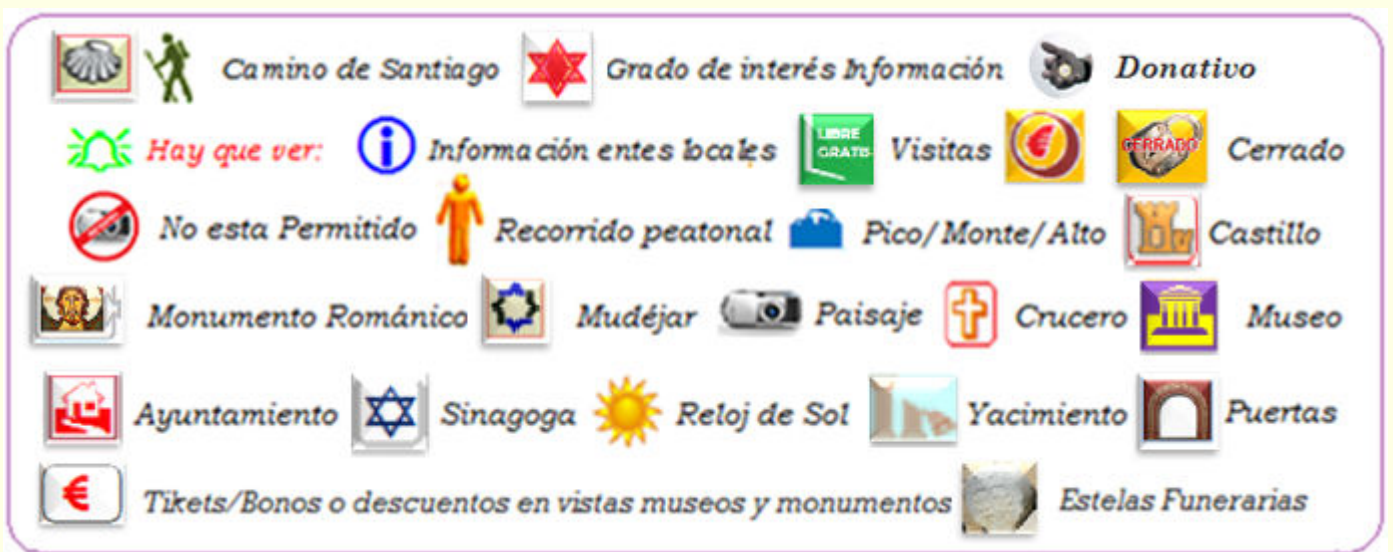 Camino de Santiago Grado de interés Información Donativo
Hay que ver: Información entes locales LIBRE GRATIS Visitas € CERRADO Cerrado
No esta Permitido Recorrido peatonal Pico/Monte/Alto Castillo
Monumento Románico Mudéjar Paisaje Crucero Museo
Ayuntamiento Sinagoga Reloj de Sol Yacimiento Puertas
€ Tikets/Bonos o descuentos en vistas museos y monumentos Estelas Funerarias